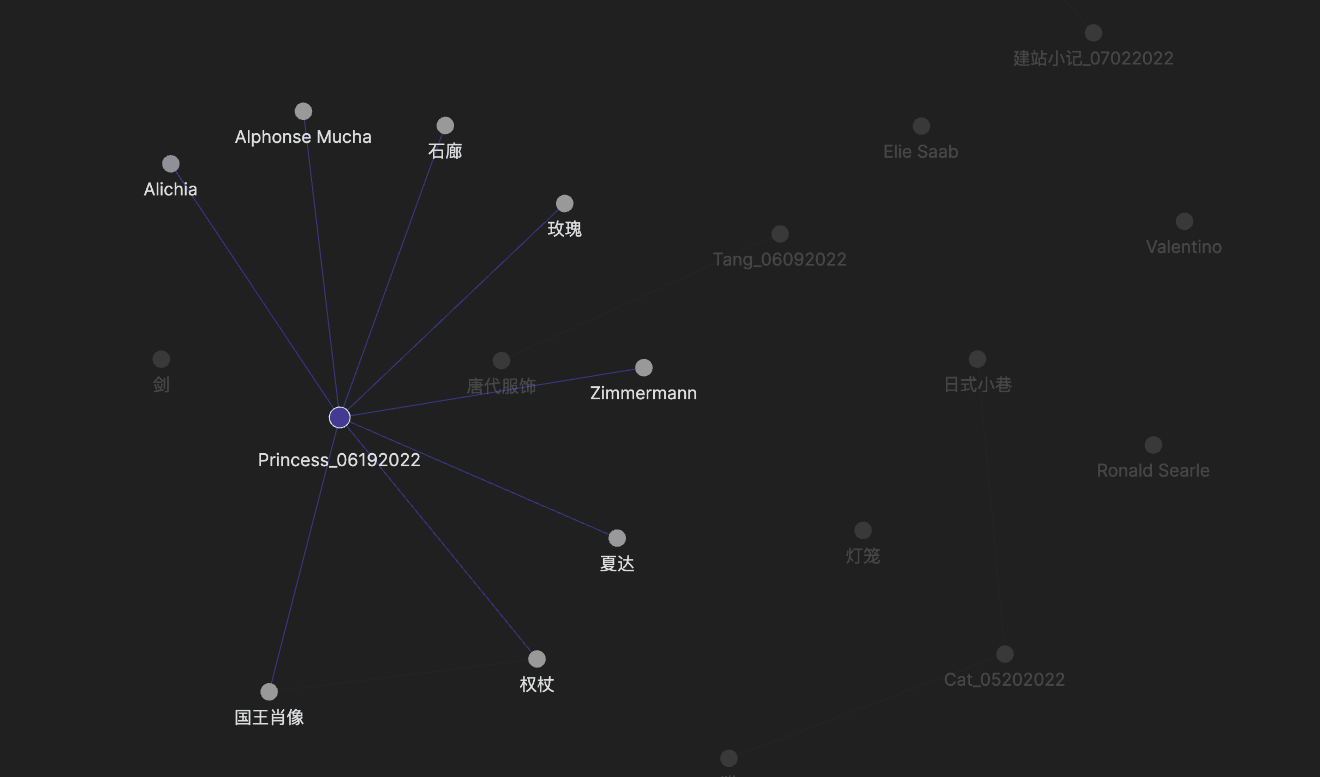 建站小记_07022022
Alphonse Mucha
石廊
Elie Saab
Alichia
玫瑰
Valentino
Tang_06092022
剑
唐代服饰
Zimmermann
日式小巷
Princess_06192022
Ronald Searle
灯笼
夏达
Cat_05202022
权杖
国王肖像